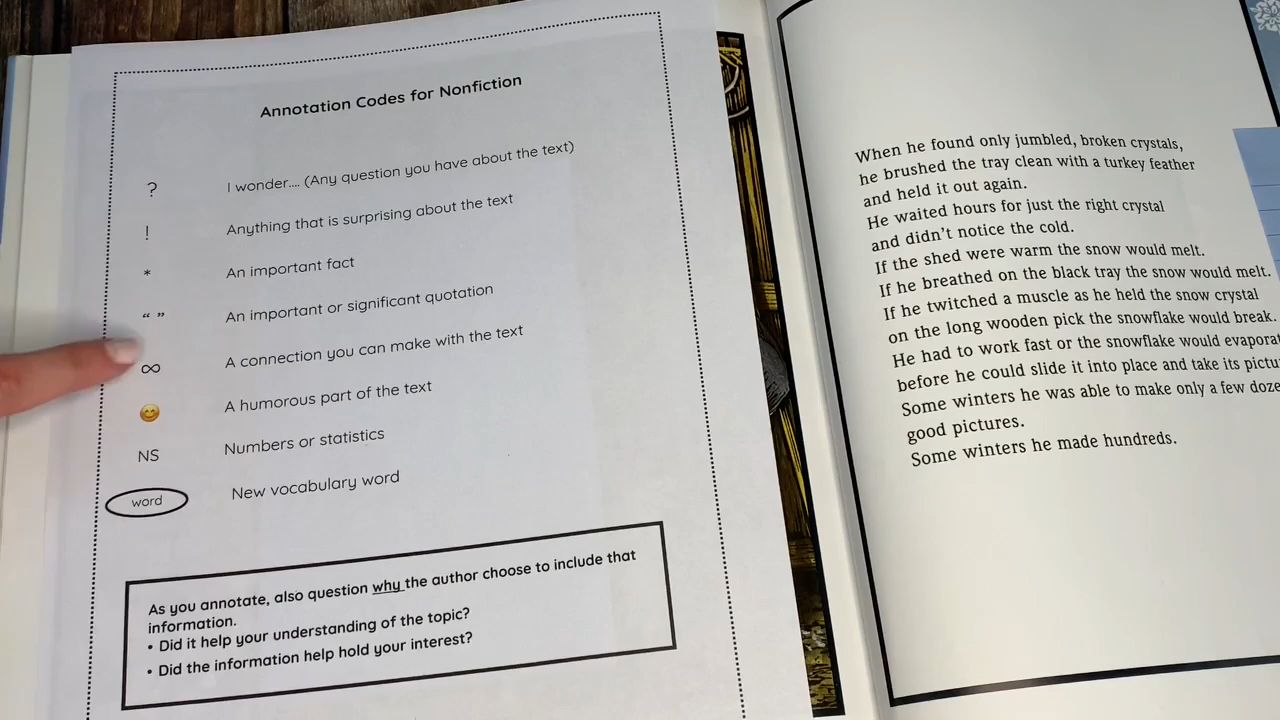 Annotation Codes for Nonfiction
? I wonder.... (Any question you have about the text)
! Anything that is surprising about the text
* An important fact
“ ” An important or significant quotation
∞ A connection you can make with the text
😊 A humorous part of the text
NS Numbers or statistics
word New vocabulary word
As you annotate, also question why the author choose to include that
information.
• Did it help your understanding of the topic?
• Did the information help hold your interest?
When he found only jumbled, broken crystals,
he brushed the tray clean with a turkey feather
and held it out again.
He waited hours for just the right crystal
and didn’t notice the cold.
If the shed were warm the snow would melt.
If he breathed on the black tray the snow would melt.
If he twitched a muscle as he held the snow crystal
on the long wooden pick the snowflake would break.
He had to work fast or the snowflake would
before he could slide it into place and take its
Some winters he was able to make only a few
good pictures.
Some winters he made hundreds.